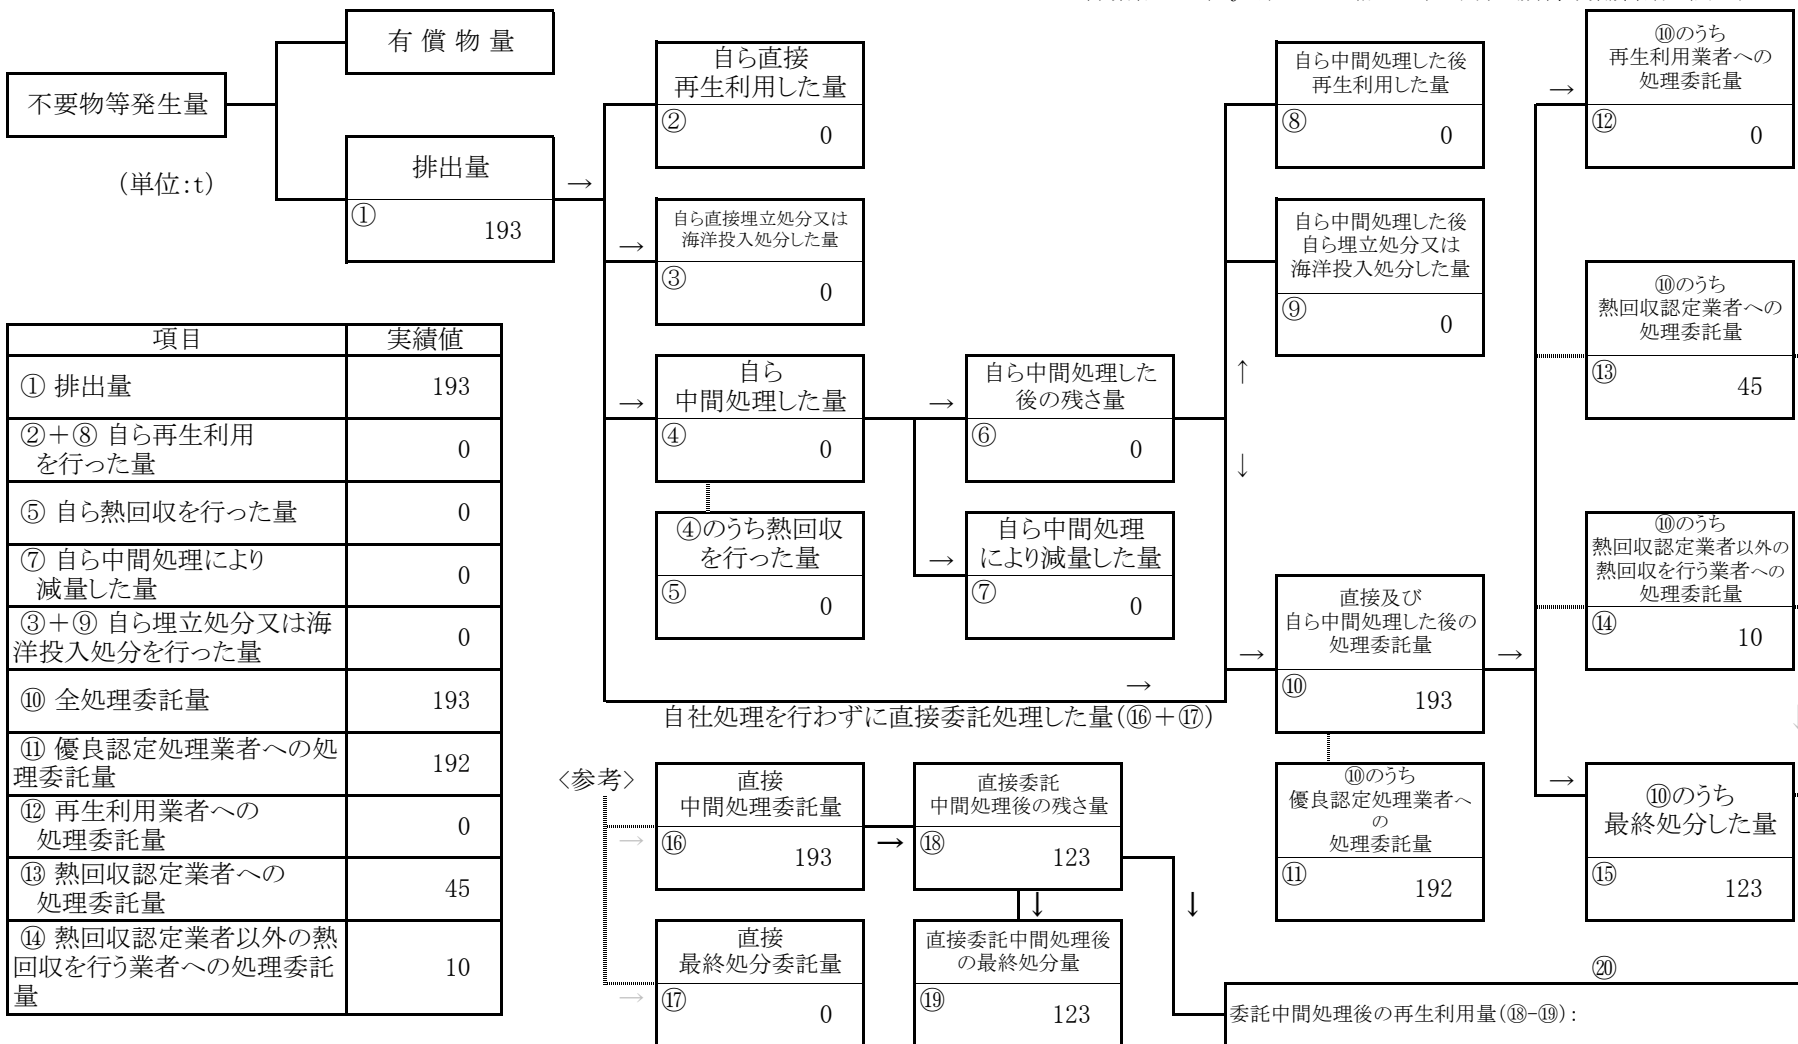 有 償 物 量
不要物等発生量
(単位:t)
排出量
①
193
→
自ら直接
再生利用した量
②
0
→
自ら直接埋立処分又は
海洋投入処分した量
③
0
→
自ら
中間処理した量
④
0
④のうち熱回収
を行った量
⑤
0
→
自ら中間処理した
後の残さ量
⑥
0
→
自ら中間処理
により減量した量
⑦
0
自ら中間処理した後
再生利用した量
⑧
0
自ら中間処理した後
自ら埋立処分又は
海洋投入処分した量
⑨
0
↑
↓
→
直接及び
自ら中間処理した後の
処理委託量
⑩
193
→
⑩のうち
優良認定処理業者へ
の
処理委託量
⑪
192
→
⑩のうち
再生利用業者への
処理委託量
⑫
0
⑩のうち
熱回収認定業者への
処理委託量
⑬
45
⑩のうち
熱回収認定業者以外の
熱回収を行う業者への
処理委託量
⑭
10
→
⑩のうち
最終処分した量
⑮
123
→
自社処理を行わずに直接委託処理した量(⑯+⑰)
項目 実績値
① 排出量 193
②+⑧ 自ら再生利用
を行った量 0
⑤ 自ら熱回収を行った量 0
⑦ 自ら中間処理により
減量した量 0
③+⑨ 自ら埋立処分又は海
洋投入処分を行った量 0
⑩ 全処理委託量 193
⑪ 優良認定処理業者への処
理委託量 192
⑫ 再生利用業者への
処理委託量 0
⑬ 熱回収認定業者への
処理委託量 45
⑭ 熱回収認定業者以外の熱
回収を行う業者への処理委託
量 10
〈参考〉
→
直接
中間処理委託量
⑯
193
→
直接委託
中間処理後の残さ量
⑱
123
↓
↓
→
直接
最終処分委託量
⑰
0
直接委託中間処理後
の最終処分量
⑲
123
⑳
委託中間処理後の再生利用量(⑱-⑲):